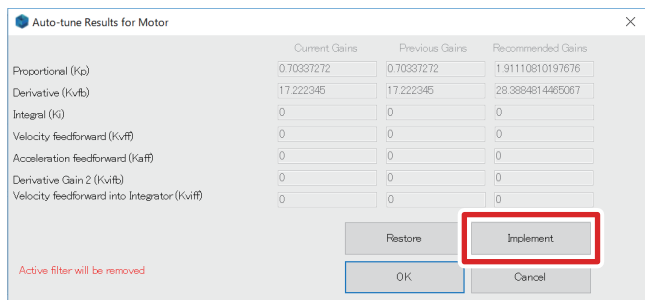 Auto-tune Results for Motor
Current Gains Previous Gains Recommended Gains
Proportional (Kp) 0.70337272 0.70337272 1.91110810197676
Derivative (Kvfb) 17.222345 17.222345 28.3884814465067
Integral (Ki) 0 0 0
Velocity feedforward (Kvff) 0 0 0
Acceleration feedforward (Kaff) 0 0 0
Derivative Gain 2 (Kvifb) 0 0 0
Velocity feedforward into Integrator (Kviff) 0 0 0
Restore Implement
Active filter will be removed OK Cancel